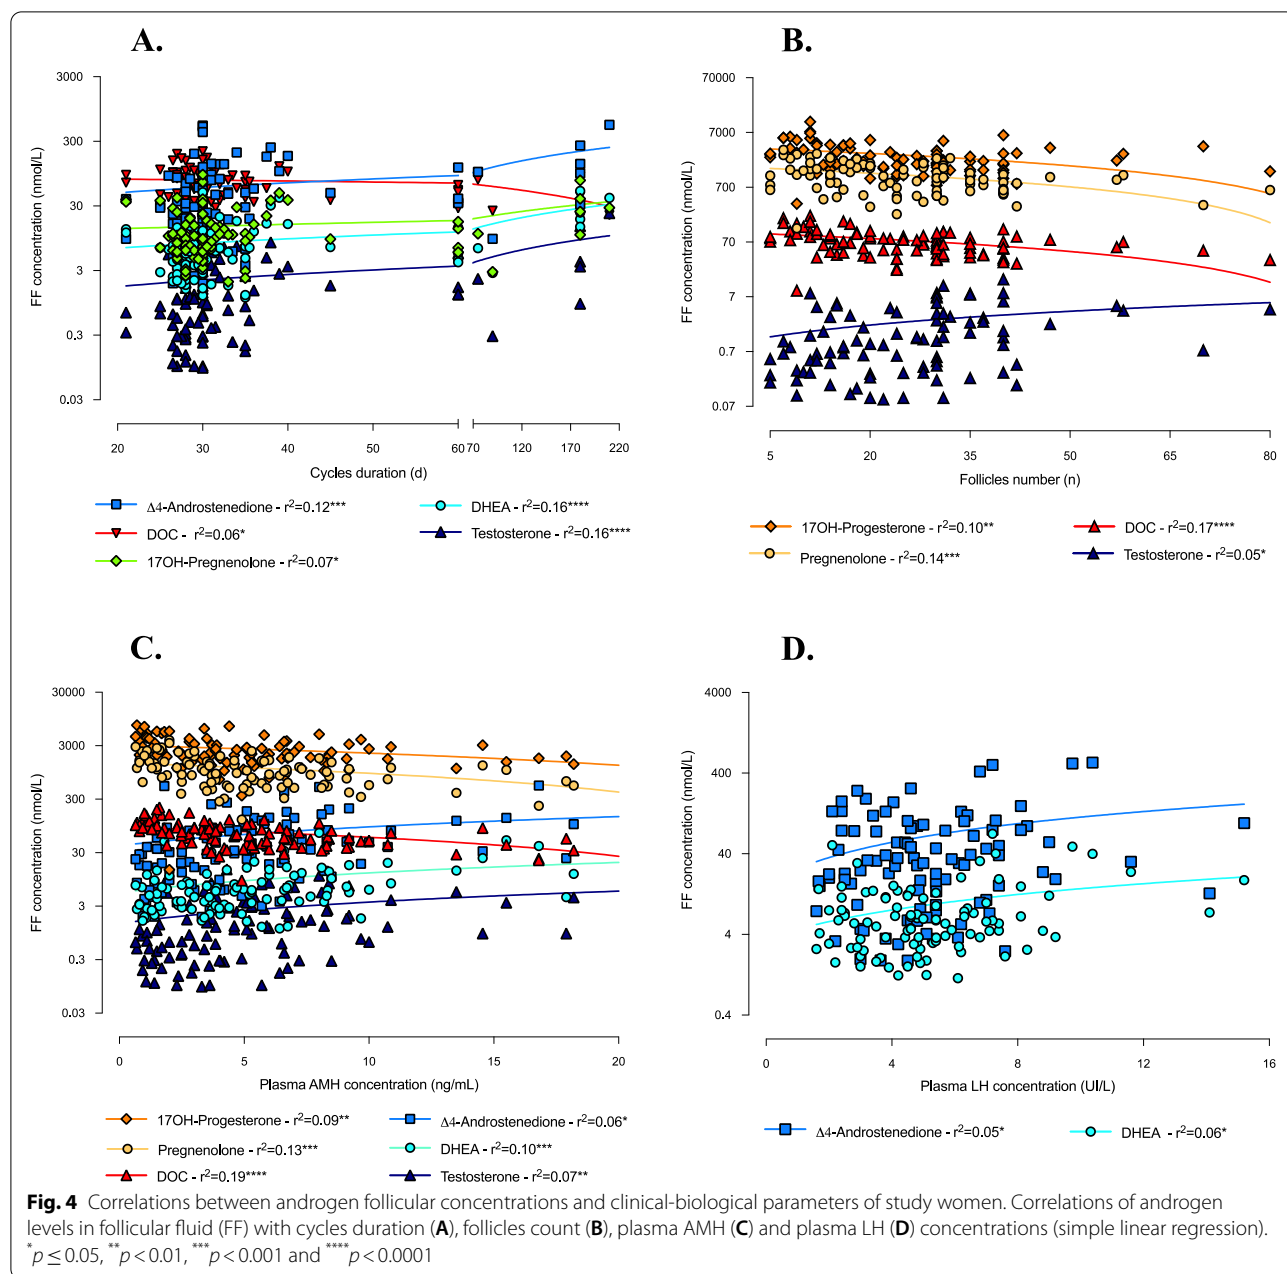 A.
3000
300
30
3
0.3
0.03
FF concentration (nmol/L)
20 30 40 50 60 70 120 170 220
Cycles duration (d)
Δ4-Androstenedione - r²=0.12***
DOC - r²=0.06*
17OH-Pregnenolone - r²=0.07*
DHEA - r²=0.16****
Testosterone - r²=0.16****
B.
70000
7000
700
70
7
0.7
0.07
FF concentration (nmol/L)
5 20 35 50 65 80
Follicles number (n)
17OH-Progesterone - r²=0.10**
Pregnenolone - r²=0.14***
DOC - r²=0.17****
Testosterone - r²=0.05*
C.
30000
3000
300
30
3
0.3
0.03
FF concentration (nmol/L)
0 5 10 15 20
Plasma AMH concentration (ng/mL)
17OH-Progesterone - r²=0.09**
Pregnenolone - r²=0.13***
DOC - r²=0.19****
Δ4-Androstenedione - r²=0.06*
DHEA - r²=0.10***
Testosterone - r²=0.07**
D.
4000
400
40
4
0.4
FF concentration (nmol/L)
0 4 8 12 16
Plasma LH concentration (UI/L)
Δ4-Androstenedione - r²=0.05*
DHEA - r²=0.06*
Fig. 4 Correlations between androgen follicular concentrations and clinical-biological parameters of study women. Correlations of androgen
levels in follicular fluid (FF) with cycles duration (A), follicles count (B), plasma AMH (C) and plasma LH (D) concentrations (simple linear regression).
*p ≤ 0.05, **p < 0.01, ***p < 0.001 and ****p < 0.0001